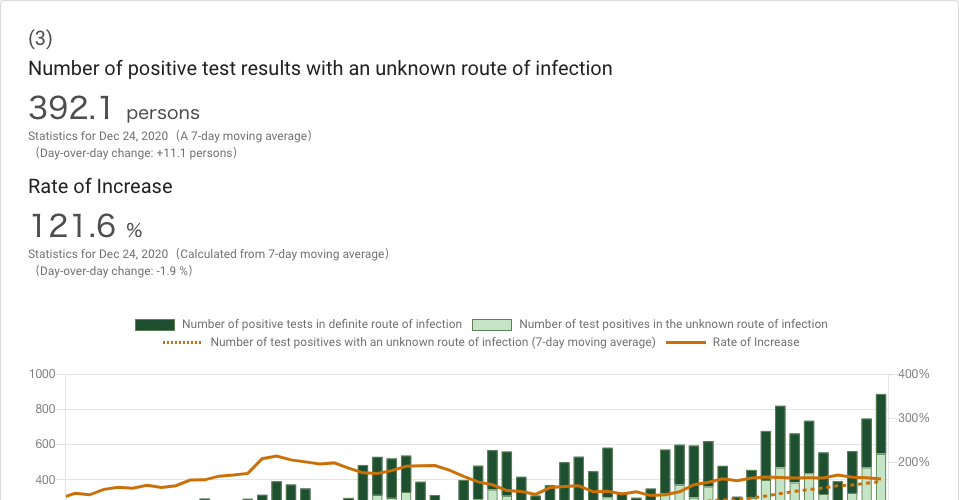 (3)
Number of positive test results with an unknown route of infection
392.1 persons
Statistics for Dec 24, 2020（A 7-day moving average）
（Day-over-day change: +11.1 persons）
Rate of Increase
121.6 %
Statistics for Dec 24, 2020（Calculated from 7-day moving average）
（Day-over-day change: -1.9 %）
Number of positive tests in definite route of infection Number of test positives in the unknown route of infection
Number of test positives with an unknown route of infection (7-day moving average) Rate of Increase
1000 400%
800
300%
600
200%
400